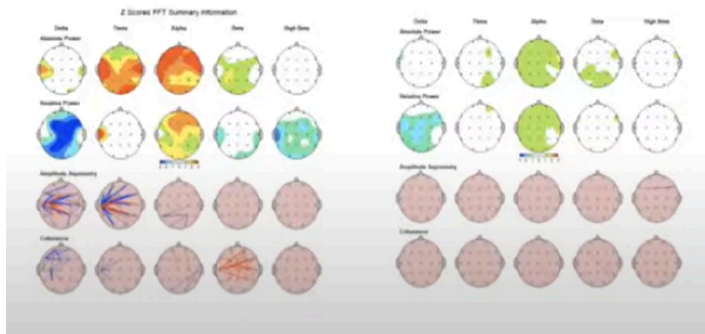 Z Scored FFT Summary Information
Delta Theta Alpha Beta High Beta
Absolute Power
Relative Power
Amplitude Asymmetry
Coherence
Delta Theta Alpha Beta High Beta
Absolute Power
Relative Power
Amplitude Asymmetry
Coherence